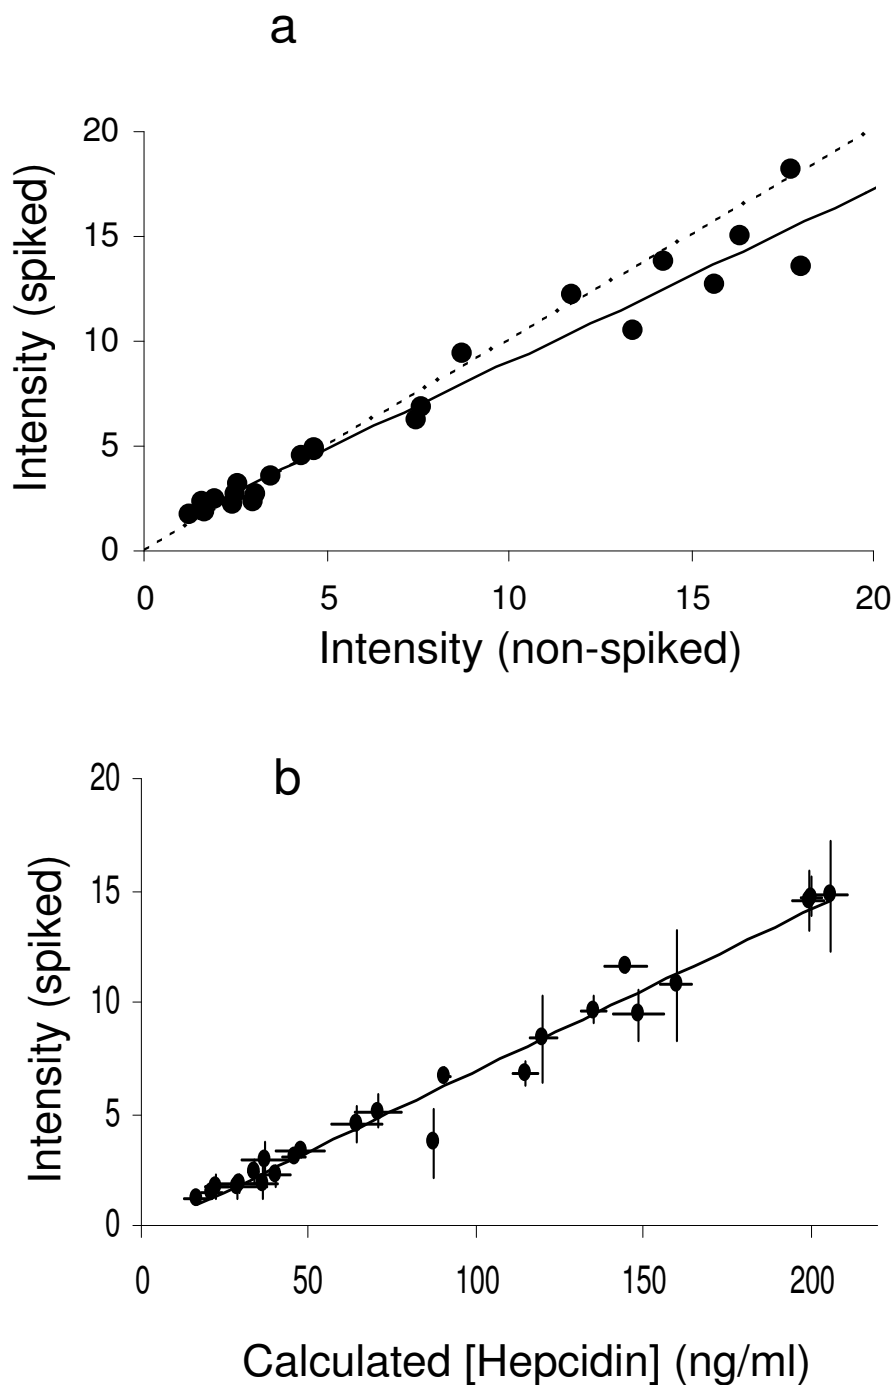 a
20
15
10
5
0
Intensity (spiked)
0 5 10 15 20
Intensity (non-spiked)
b
20
15
10
5
0
Intensity (spiked)
0 50 100 150 200
Calculated [Hepcidin] (ng/ml)